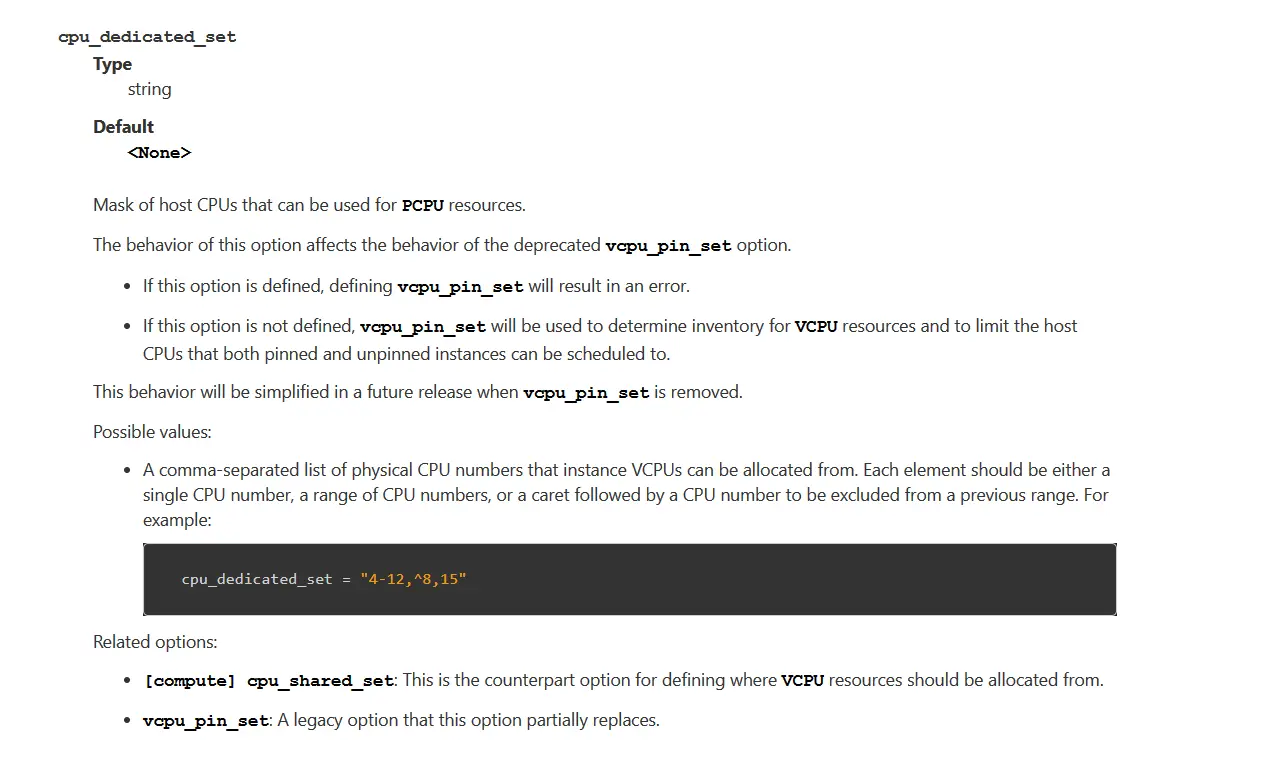 cpu_dedicated_set
Type
string
Default
<None>
Mask of host CPUs that can be used for PCPU resources.
The behavior of this option affects the behavior of the deprecated vcpu_pin_set option.
• If this option is defined, defining vcpu_pin_set will result in an error.
• If this option is not defined, vcpu_pin_set will be used to determine inventory for VCPU resources and to limit the host
CPUs that both pinned and unpinned instances can be scheduled to.
This behavior will be simplified in a future release when vcpu_pin_set is removed.
Possible values:
• A comma-separated list of physical CPU numbers that instance VCPUs can be allocated from. Each element should be either a
single CPU number, a range of CPU numbers, or a caret followed by a CPU number to be excluded from a previous range. For
example:
cpu_dedicated_set = "4-12,^8,15"
Related options:
• [compute] cpu_shared_set: This is the counterpart option for defining where VCPU resources should be allocated from.
• vcpu_pin_set: A legacy option that this option partially replaces.